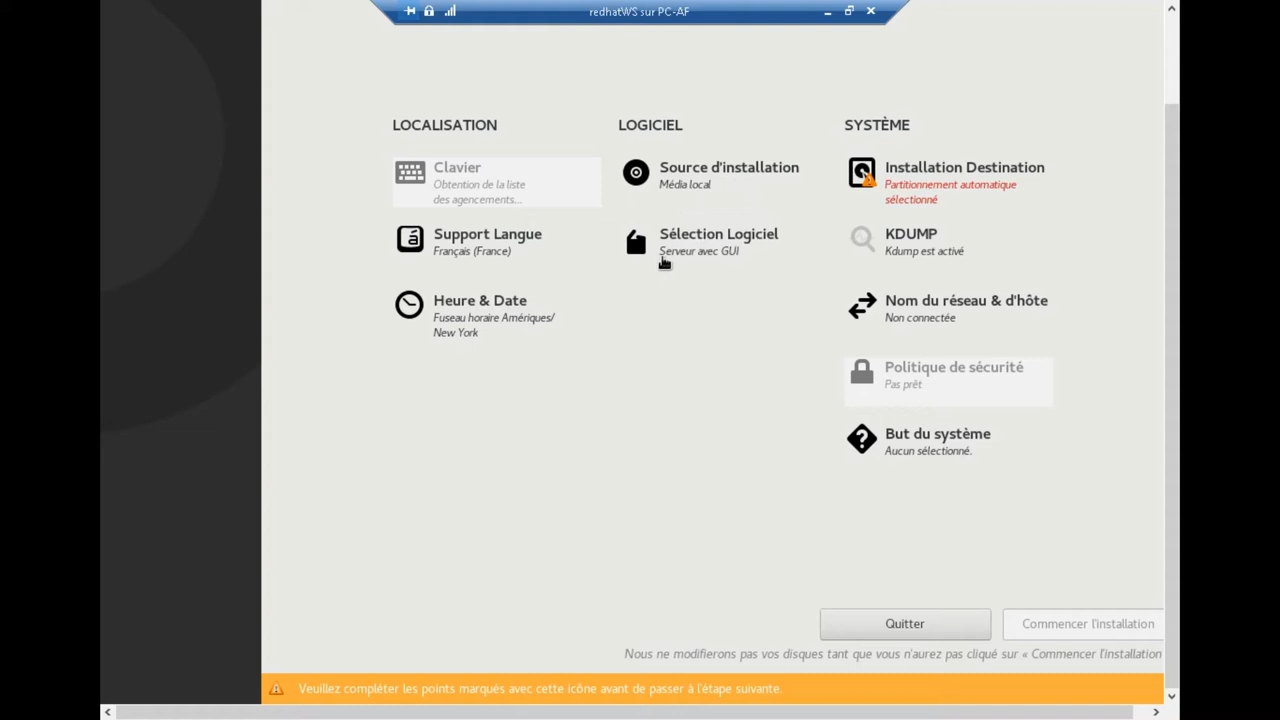 redhatWS sur PC-AF
LOCALISATION
Clavier
Obtention de la liste
des agencements...
Support Langue
Français (France)
Heure & Date
Fuseau horaire Amériques/
New York
LOGICIEL
Source d'installation
Média local
Sélection Logiciel
Serveur avec GUI
SYSTÈME
Installation Destination
Partitionnement automatique
sélectionné
KDUMP
Kdump est activé
Nom du réseau & d'hôte
Non connectée
Politique de sécurité
Pas prêt
But du système
Aucun sélectionné.
Quitter
Commencer l'installation
Nous ne modifierons pas vos disques tant que vous n'aurez pas cliqué sur « Commencer l'installation
Veuillez compléter les points marqués avec cette icône avant de passer à l'étape suivante.